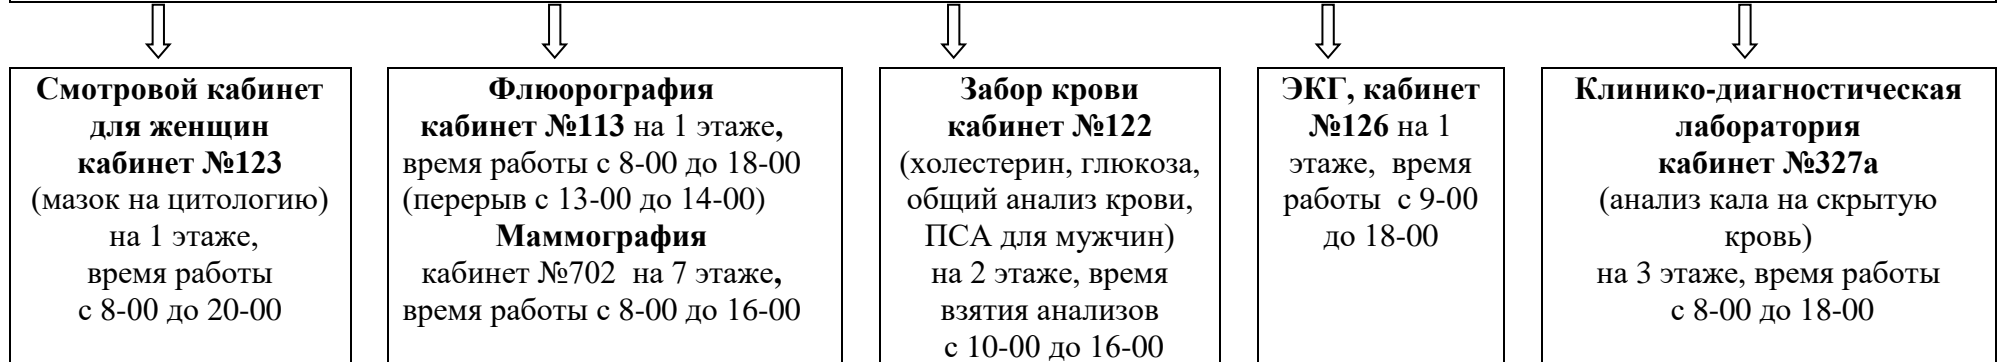 Смотровой кабинет
для женщин
кабинет №123
(мазок на цитологию)
на 1 этаже,
время работы
с 8-00 до 20-00
Флюорография
кабинет №113 на 1 этаже,
время работы с 8-00 до 18-00
(перерыв с 13-00 до 14-00)
Маммография
кабинет №702 на 7 этаже,
время работы с 8-00 до 16-00
Забор крови
кабинет №122
(холестерин, глюкоза,
общий анализ крови,
ПСА для мужчин)
на 2 этаже, время
взятия анализов
с 10-00 до 16-00
ЭКГ, кабинет
№126 на 1
этаже, время
работы с 9-00
до 18-00
Клинико-диагностическая
лаборатория
кабинет №327а
(анализ кала на скрытую
кровь)
на 3 этаже, время работы
с 8-00 до 18-00